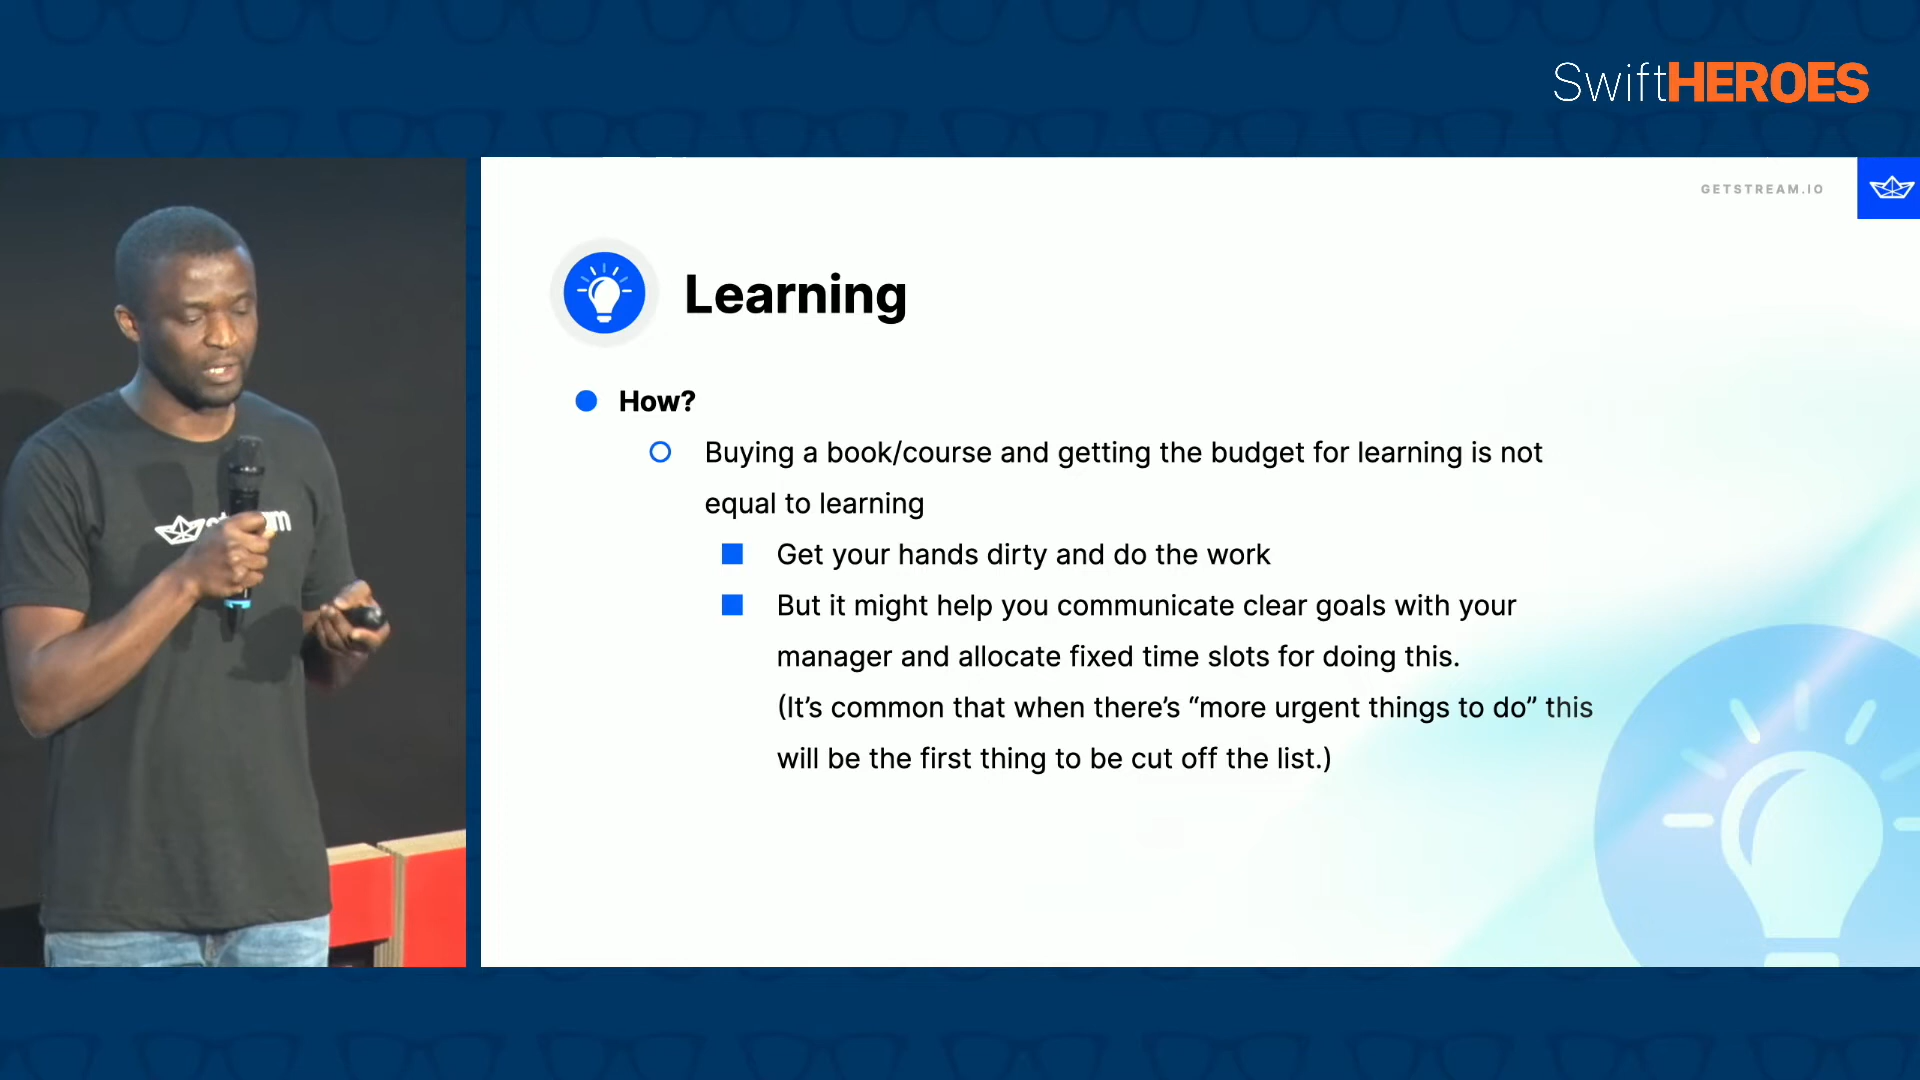 SwiftHEROES
GETSTREAM.IO
Learning
How?
Buying a book/course and getting the budget for learning is not
equal to learning
Get your hands dirty and do the work
But it might help you communicate clear goals with your
manager and allocate fixed time slots for doing this.
(It’s common that when there’s “more urgent things to do” this
will be the first thing to be cut off the list.)